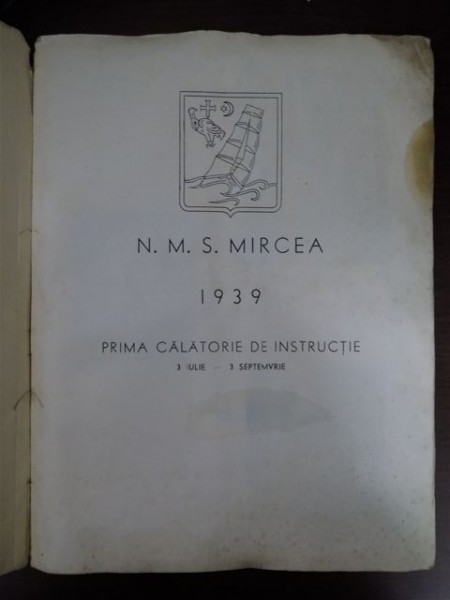 N. M. S. MIRCEA
1939
PRIMA CĂLĂTORIE DE INSTRUCȚIE
3 IULIE — 3 SEPTEMVRIE